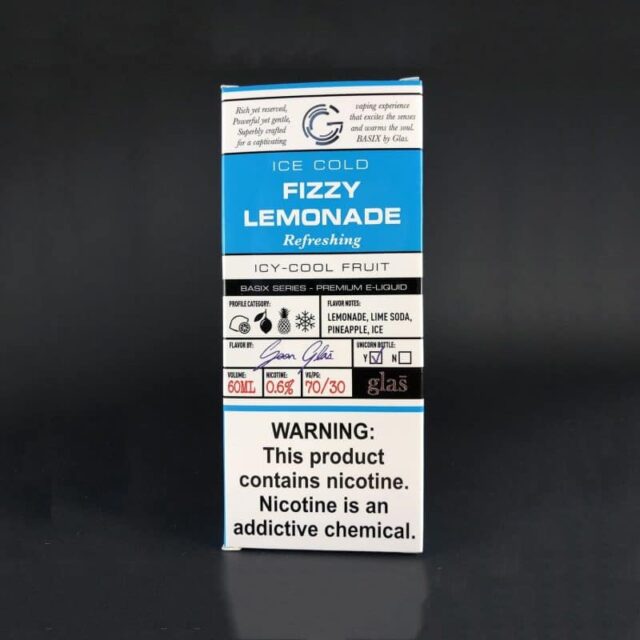 Rich yet reserved,
Powerful yet gentle,
Superbly crafted
for a captivating
vaping experience
that excites the senses
and warms the soul.
BASIX by Glas.
ICE COLD
FIZZY
LEMONADE
Refreshing
ICY-COOL FRUIT
BASIX SERIES - PREMIUM E-LIQUID
PROFILE CATEGORY:
FLAVOR NOTES:
LEMONADE, LIME SODA,
PINEAPPLE, ICE
FLAVOR BY:
Sean Glas
UNICORN BOTTLE:
Y N
VOLUME:
60ML
NICOTINE:
0.6%
VG/PG:
70/30
glas̄
WARNING:
This product
contains nicotine.
Nicotine is an
addictive chemical.